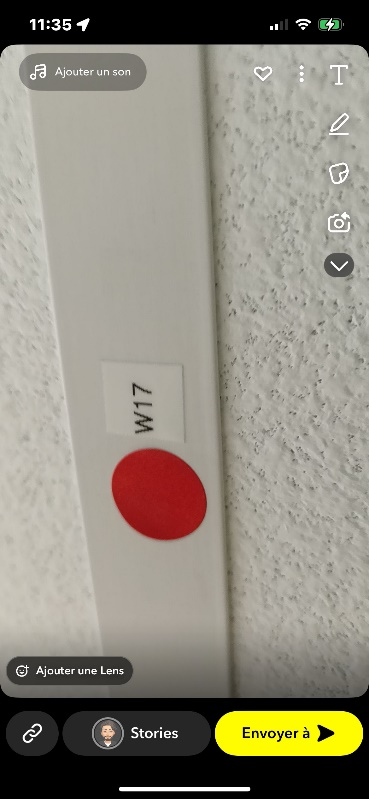 11:35
Ajouter un son
W17
Ajouter une Lens
Stories
Envoyer à